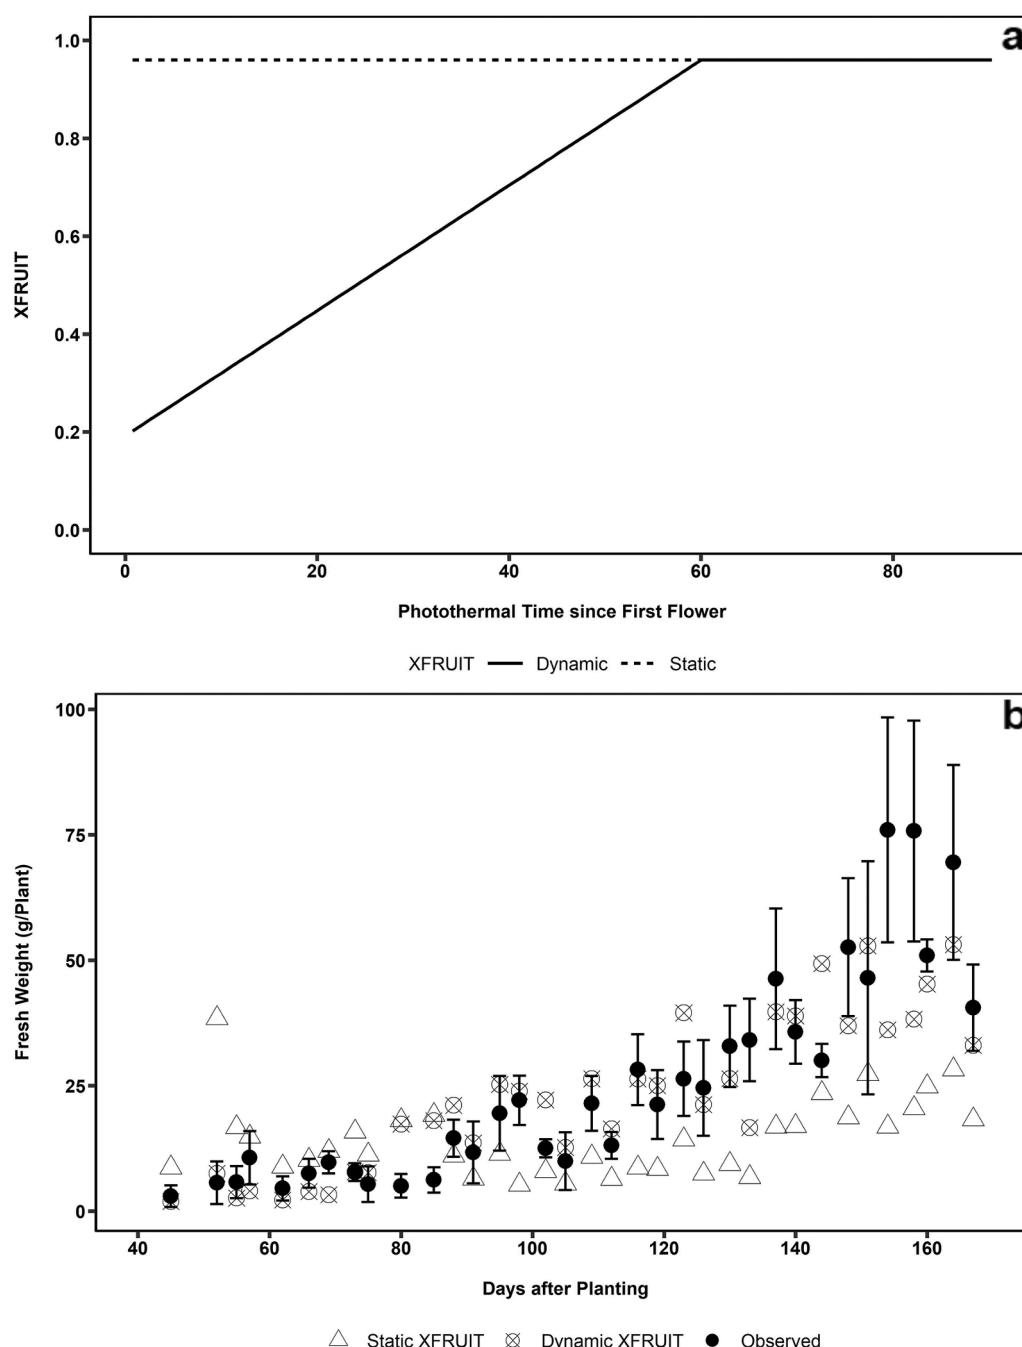 a
1.0
0.8
0.6
0.4
0.2
0.0
XFRUIT
0 20 40 60 80
Photothermal Time since First Flower
XFRUIT Dynamic Static
b
100
75
50
25
0
Fresh Weight (g/Plant)
40 60 80 100 120 140 160
Days after Planting
Static XFRUIT Dynamic XFRUIT Observed